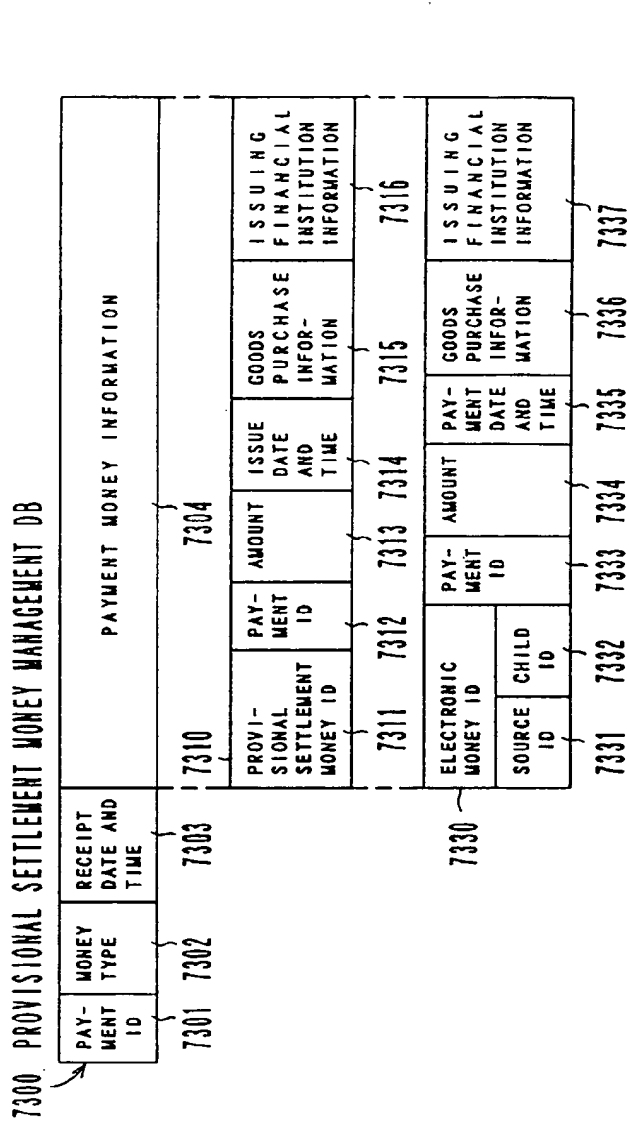 7300 PROVISIONAL SETTLEMENT MONEY MANAGEMENT DB
PAY-
MENT
ID
MONEY
TYPE
RECEIPT
DATE AND
TIME
PAYMENT MONEY INFORMATION
7301
7302
7303
7304
7310
PROVI-
SIONAL
SETTLEMENT
MONEY ID
PAY-
MENT
ID
AMOUNT
ISSUE
DATE
AND
TIME
GOODS
PURCHASE
INFOR-
MATION
ISSUING
FINANCIAL
INSTITUTION
INFORMATION
7311
7312
7313
7314
7315
7316
7330
ELECTRONIC
MONEY ID
SOURCE
ID
CHILD
ID
PAY-
MENT
ID
AMOUNT
PAY-
MENT
DATE
AND
TIME
GOODS
PURCHASE
INFOR-
MATION
ISSUING
FINANCIAL
INSTITUTION
INFORMATION
7331
7332
7333
7334
7335
7336
7337